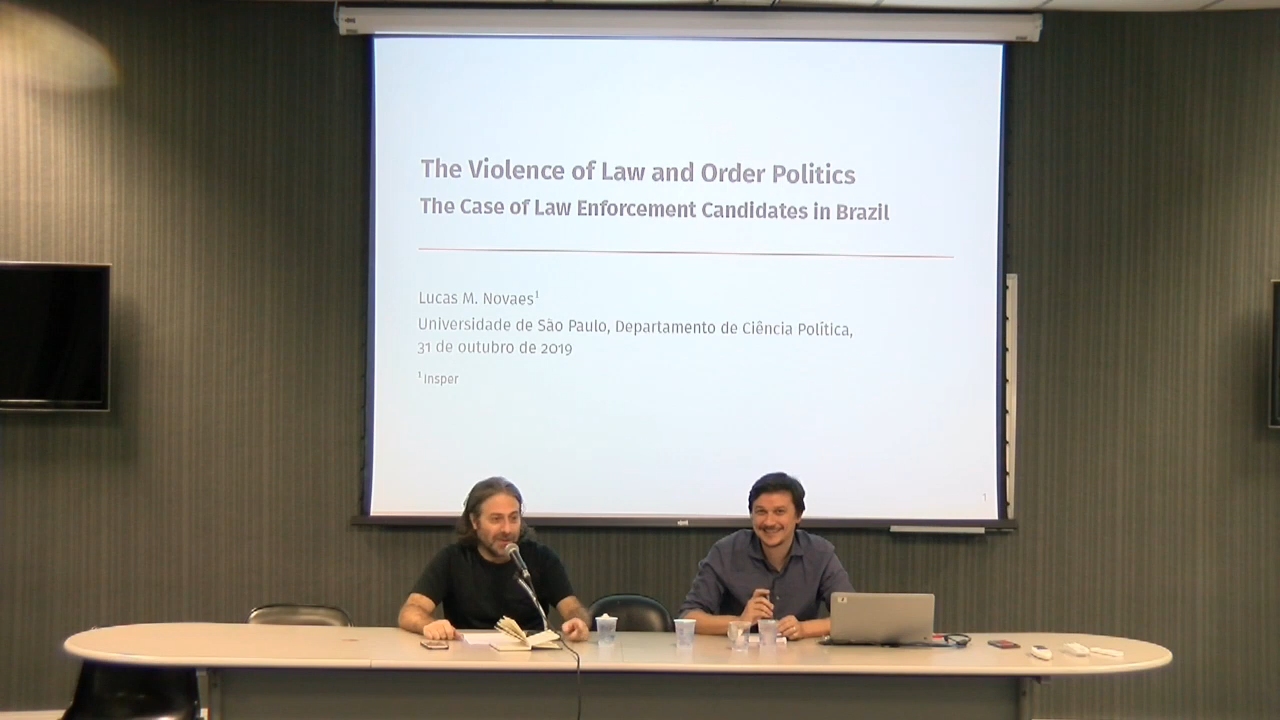 The Violence of Law and Order Politics
The Case of Law Enforcement Candidates in Brazil
Lucas M. Novaes¹
Universidade de São Paulo, Departamento de Ciência Política,
31 de outubro de 2019
¹Insper
1